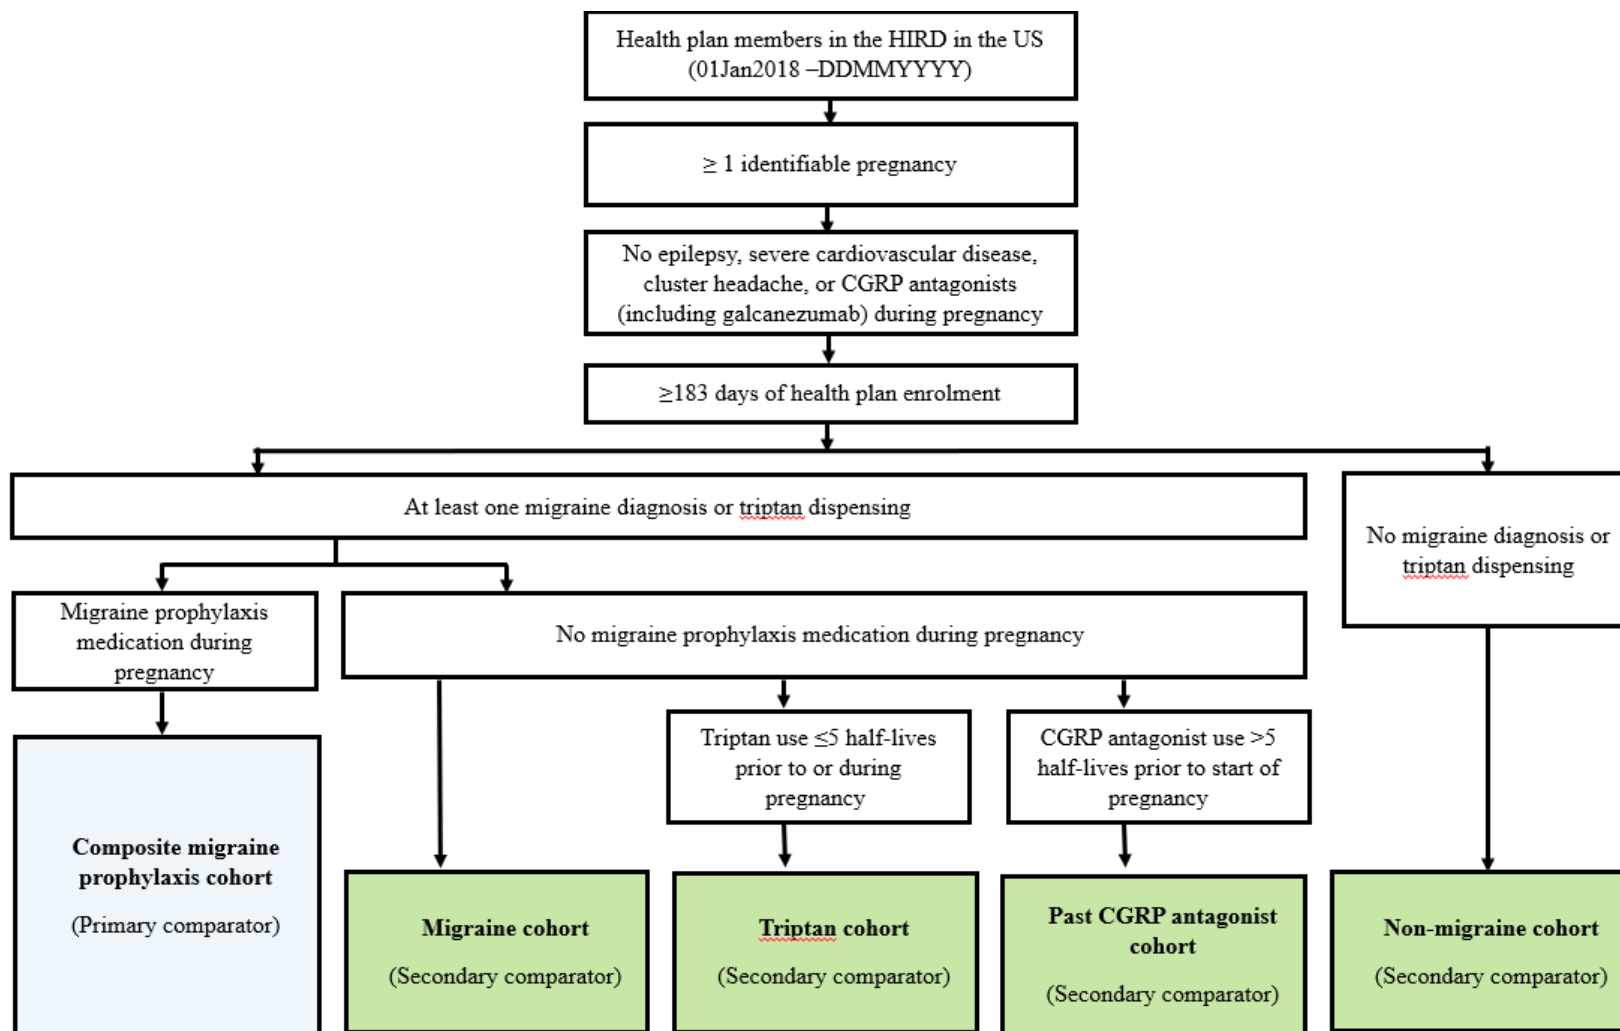 Health plan members in the HIRD in the US
(01Jan2018 –DDMMYYYY)
≥ 1 identifiable pregnancy
No epilepsy, severe cardiovascular disease,
cluster headache, or CGRP antagonists
(including galcanezumab) during pregnancy
≥183 days of health plan enrolment
At least one migraine diagnosis or triptan dispensing
No migraine diagnosis or
triptan dispensing
Migraine prophylaxis
medication during
pregnancy
No migraine prophylaxis medication during pregnancy
Triptan use ≤5 half-lives
prior to or during
pregnancy
CGRP antagonist use >5
half-lives prior to start of
pregnancy
Composite migraine
prophylaxis cohort
(Primary comparator)
Migraine cohort
(Secondary comparator)
Triptan cohort
(Secondary comparator)
Past CGRP antagonist
cohort
(Secondary comparator)
Non-migraine cohort
(Secondary comparator)